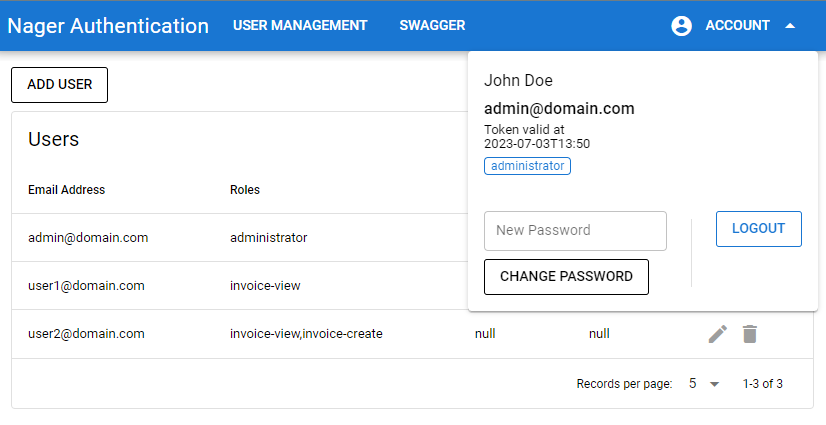 Nager Authentication USER MANAGEMENT SWAGGER ACCOUNT
ADD USER
John Doe
admin@domain.com
Token valid at
2023-07-03T13:50
administrator
New Password
LOGOUT
CHANGE PASSWORD
Users
Email Address Roles
admin@domain.com administrator
user1@domain.com invoice-view
user2@domain.com invoice-view,invoice-create null null
Records per page: 5 1-3 of 3